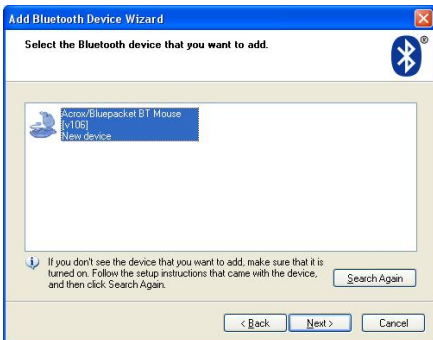 Add Bluetooth Device Wizard
Select the Bluetooth device that you want to add.
®
Acrox/Bluepacket BT Mouse
[v106]
New device
If you don't see the device that you want to add, make sure that it is
turned on. Follow the setup instructions that came with the device,
and then click Search Again.
Search Again
< Back
Next >
Cancel